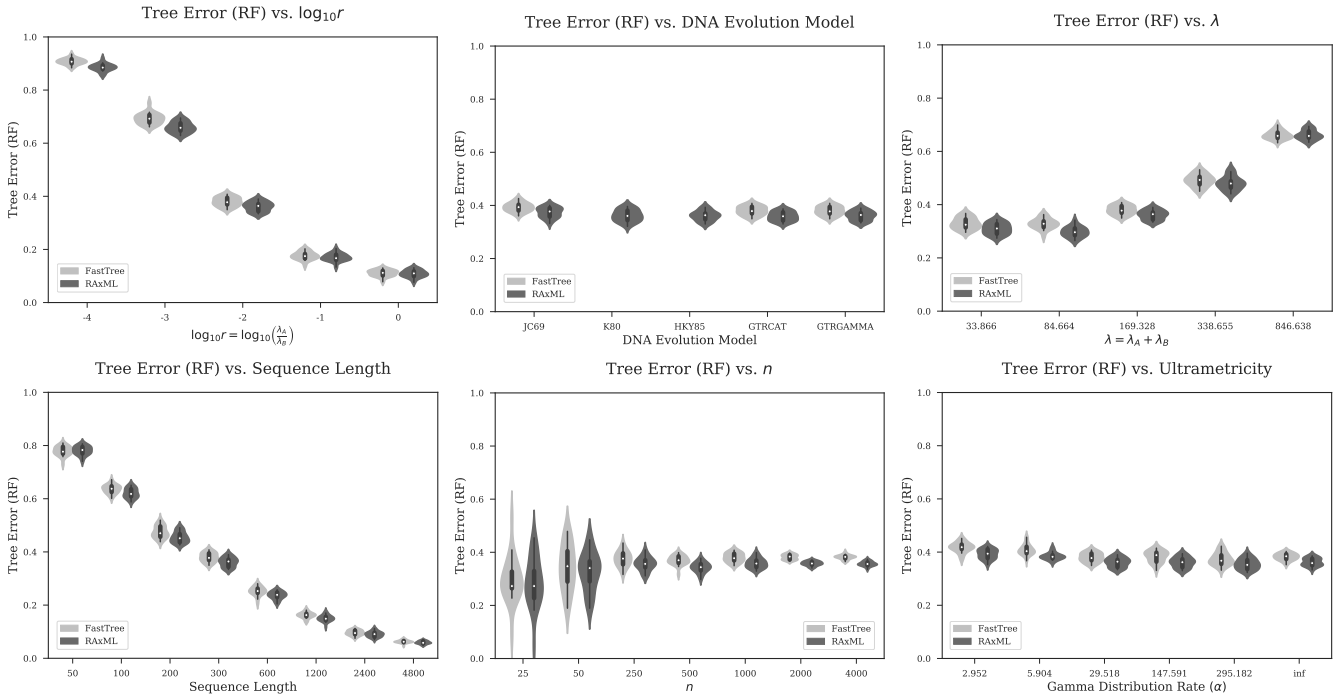 Tree Error (RF) vs. log₁₀r
Tree Error (RF)
1.0
0.8
0.6
0.4
0.2
0.0
FastTree
RAxML
-4 -3 -2 -1 0
log₁₀r = log₁₀(λ_A/λ_B)
Tree Error (RF) vs. DNA Evolution Model
Tree Error (RF)
1.0
0.8
0.6
0.4
0.2
0.0
FastTree
RAxML
JC69 K80 HKY85 GTRCAT GTRGAMMA
DNA Evolution Model
Tree Error (RF) vs. λ
Tree Error (RF)
1.0
0.8
0.6
0.4
0.2
0.0
FastTree
RAxML
33.866 84.664 169.328 338.655 846.638
λ = λ_A + λ_B
Tree Error (RF) vs. Sequence Length
Tree Error (RF)
1.0
0.8
0.6
0.4
0.2
0.0
FastTree
RAxML
50 100 200 300 600 1200 2400 4800
Sequence Length
Tree Error (RF) vs. n
Tree Error (RF)
1.0
0.8
0.6
0.4
0.2
0.0
FastTree
RAxML
25 50 250 500 1000 2000 4000
n
Tree Error (RF) vs. Ultrametricity
Tree Error (RF)
1.0
0.8
0.6
0.4
0.2
0.0
FastTree
RAxML
2.952 5.904 29.518 147.591 295.182 inf
Gamma Distribution Rate (α)